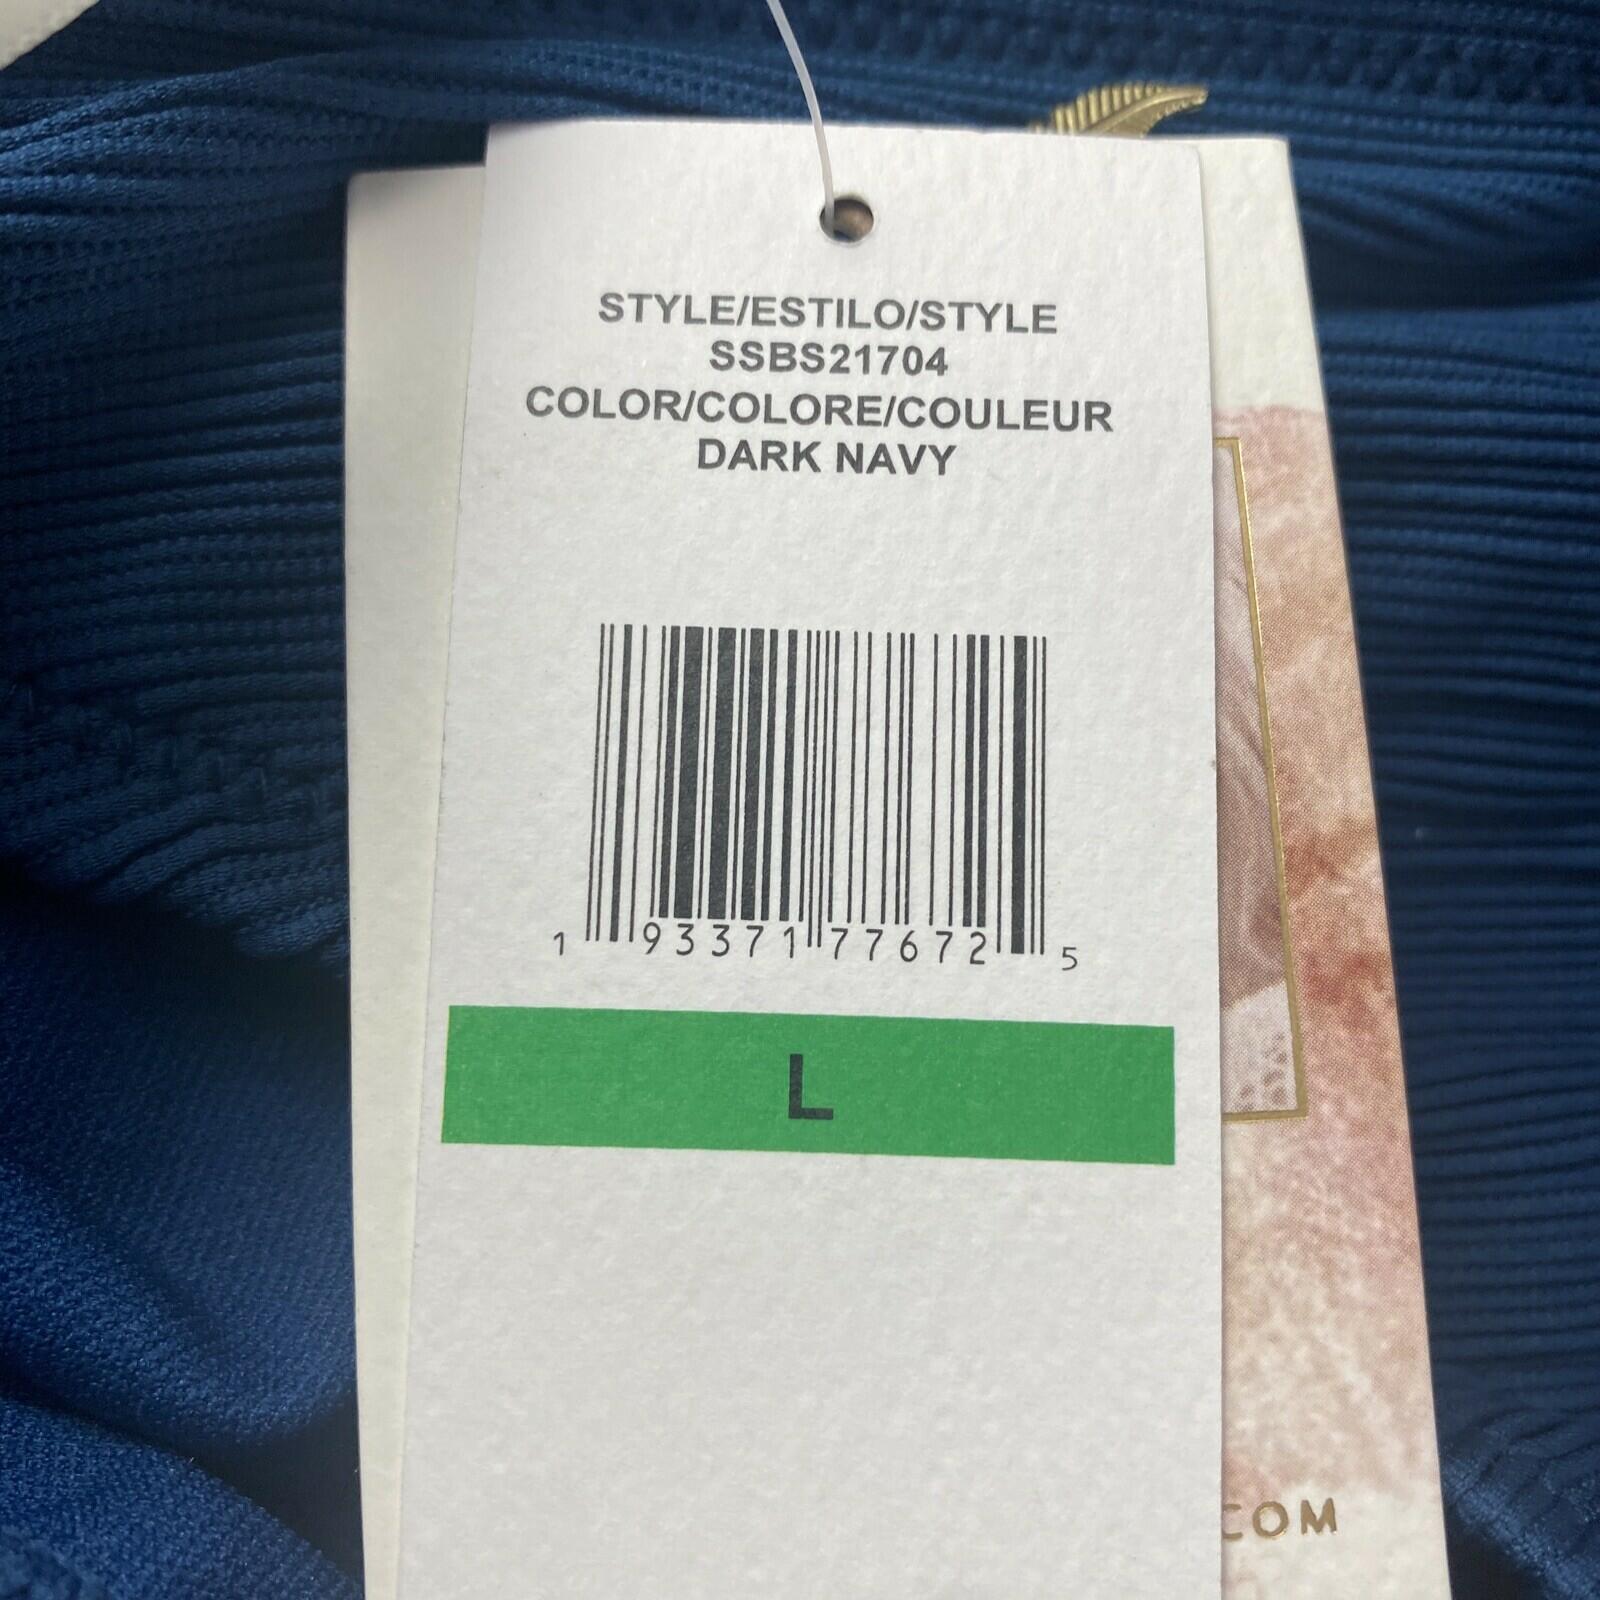 STYLE/ESTILO/STYLE
SSBS21704
COLOR/COLORE/COULEUR
DARK NAVY
1 93371 77672 5
L
.COM